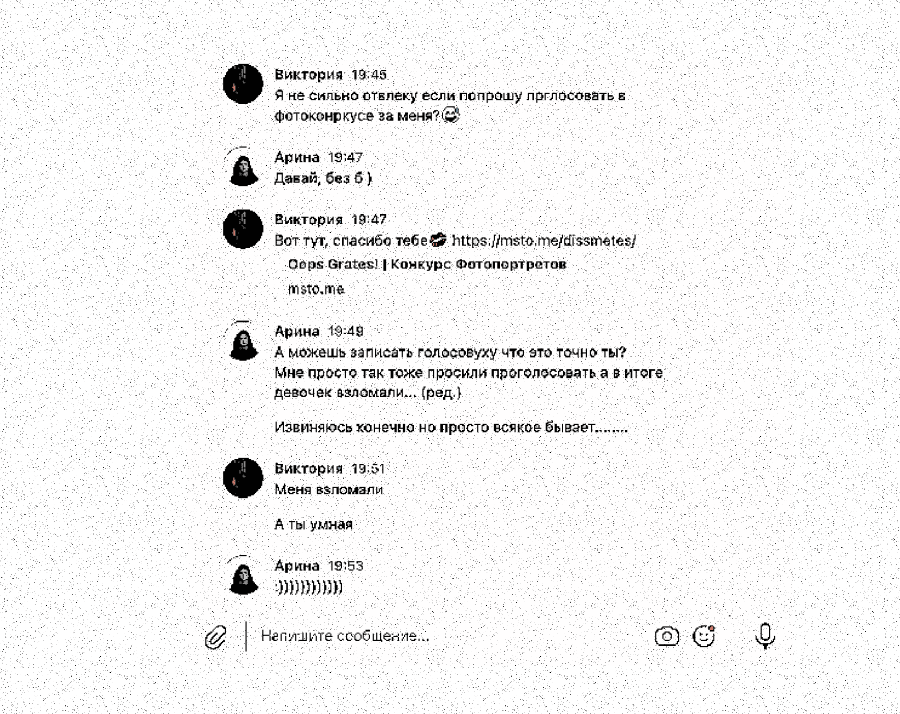 Виктория 19:45
Я не сильно отвлеку если попрошу прглосовать в
фотоконркусе за меня?😅
Арина 19:47
Давай, без б )
Виктория 19:47
Вот тут, спасибо тебе💋 https://msto.me/dissmetes/
Oops Grates! | Конкурс Фотопортретов
msto.me
Арина 19:49
А можешь записать голосовуху что это точно ты?
Мне просто так тоже просили проголосовать а в итоге
девочек взломали... (ред.)
Извиняюсь конечно но просто всякое бывает........
Виктория 19:51
Меня взломали
А ты умная
Арина 19:53
:))))))))))))
Напишите сообщение...